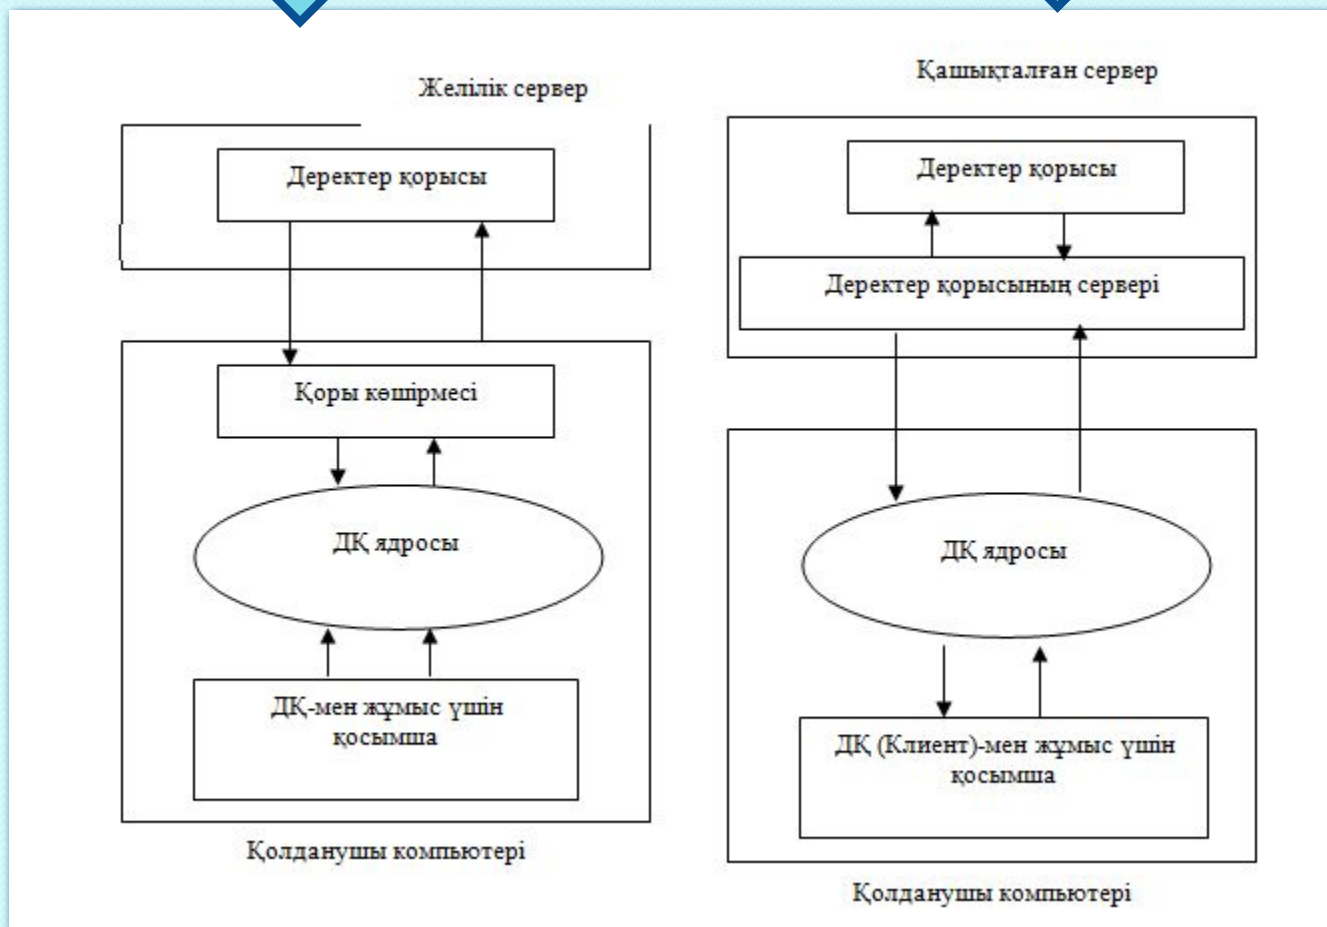 Желілік сервер
Деректер қорысы
Қоры көшірмесі
ДҚ ядросы
ДҚ-мен жұмыс үшін
қосымша
Қолданушы компьютері
Қашықталған сервер
Деректер қорысы
Деректер қорысының сервері
ДҚ ядросы
ДҚ (Клиент)-мен жұмыс үшін
қосымша
Қолданушы компьютері